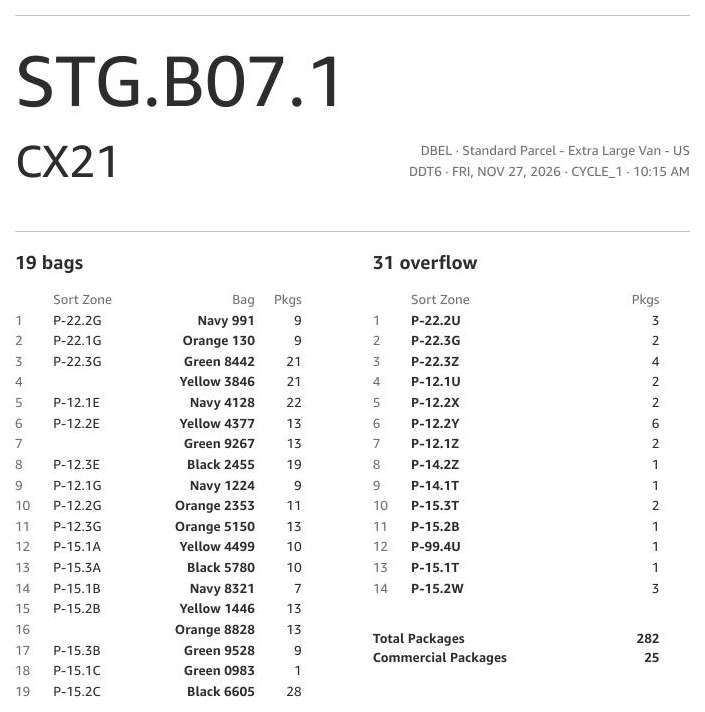 STG.B07.1
CX21
DBEL · Standard Parcel - Extra Large Van - US
DDT6 · FRI, NOV 27, 2026 · CYCLE_1 · 10:15 AM
19 bags
Sort Zone Bag Pkgs
1 P-22.2G Navy 991 9
2 P-22.1G Orange 130 9
3 P-22.3G Green 8442 21
4 Yellow 3846 21
5 P-12.1E Navy 4128 22
6 P-12.2E Yellow 4377 13
7 Green 9267 13
8 P-12.3E Black 2455 19
9 P-12.1G Navy 1224 9
10 P-12.2G Orange 2353 11
11 P-12.3G Orange 5150 13
12 P-15.1A Yellow 4499 10
13 P-15.3A Black 5780 10
14 P-15.1B Navy 8321 7
15 P-15.2B Yellow 1446 13
16 Orange 8828 13
17 P-15.3B Green 9528 9
18 P-15.1C Green 0983 1
19 P-15.2C Black 6605 28
31 overflow
Sort Zone Pkgs
1 P-22.2U 3
2 P-22.3G 2
3 P-22.3Z 4
4 P-12.1U 2
5 P-12.2X 2
6 P-12.2Y 6
7 P-12.1Z 2
8 P-14.2Z 1
9 P-14.1T 1
10 P-15.3T 2
11 P-15.2B 1
12 P-99.4U 1
13 P-15.1T 1
14 P-15.2W 3
Total Packages 282
Commercial Packages 25